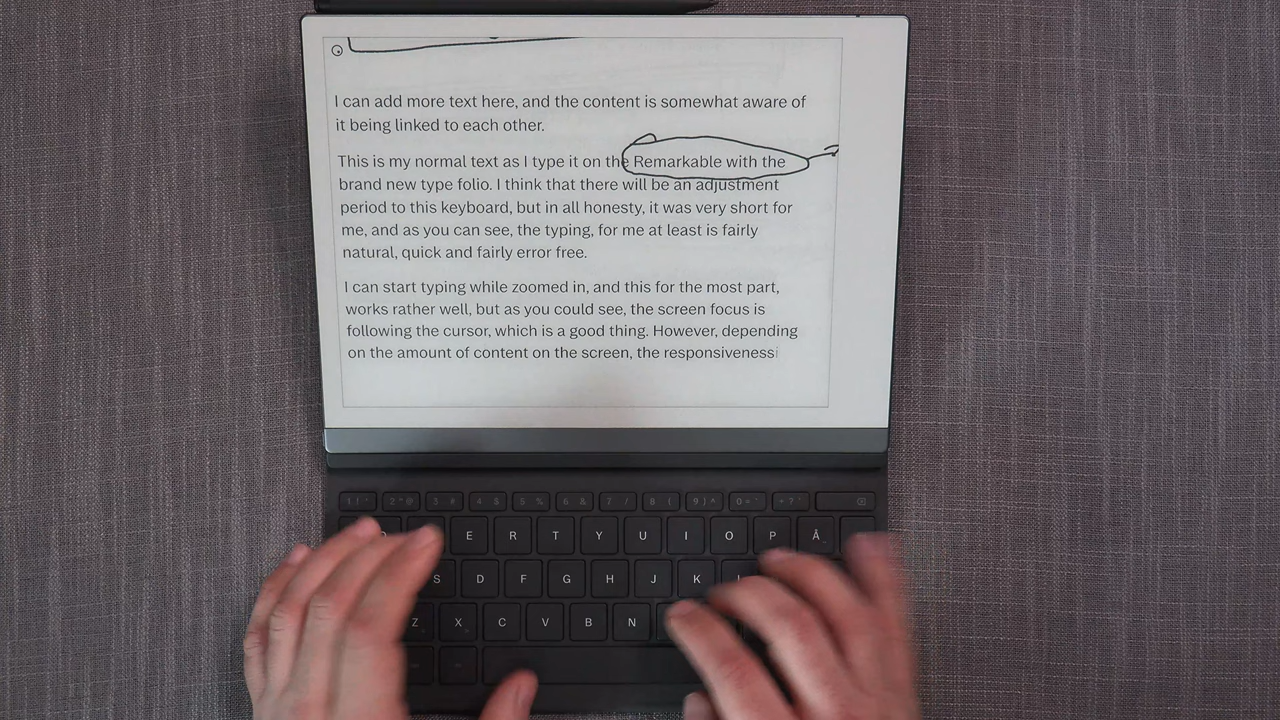 I can add more text here, and the content is somewhat aware of
it being linked to each other.
This is my normal text as I type it on the Remarkable with the
brand new type folio. I think that there will be an adjustment
period to this keyboard, but in all honesty, it was very short for
me, and as you can see, the typing, for me at least is fairly
natural, quick and fairly error free.
I can start typing while zoomed in, and this for the most part,
works rather well, but as you could see, the screen focus is
following the cursor, which is a good thing. However, depending
on the amount of content on the screen, the responsiveness
E R T Y U I O P Å
S D F G H J K
Z X C V B N